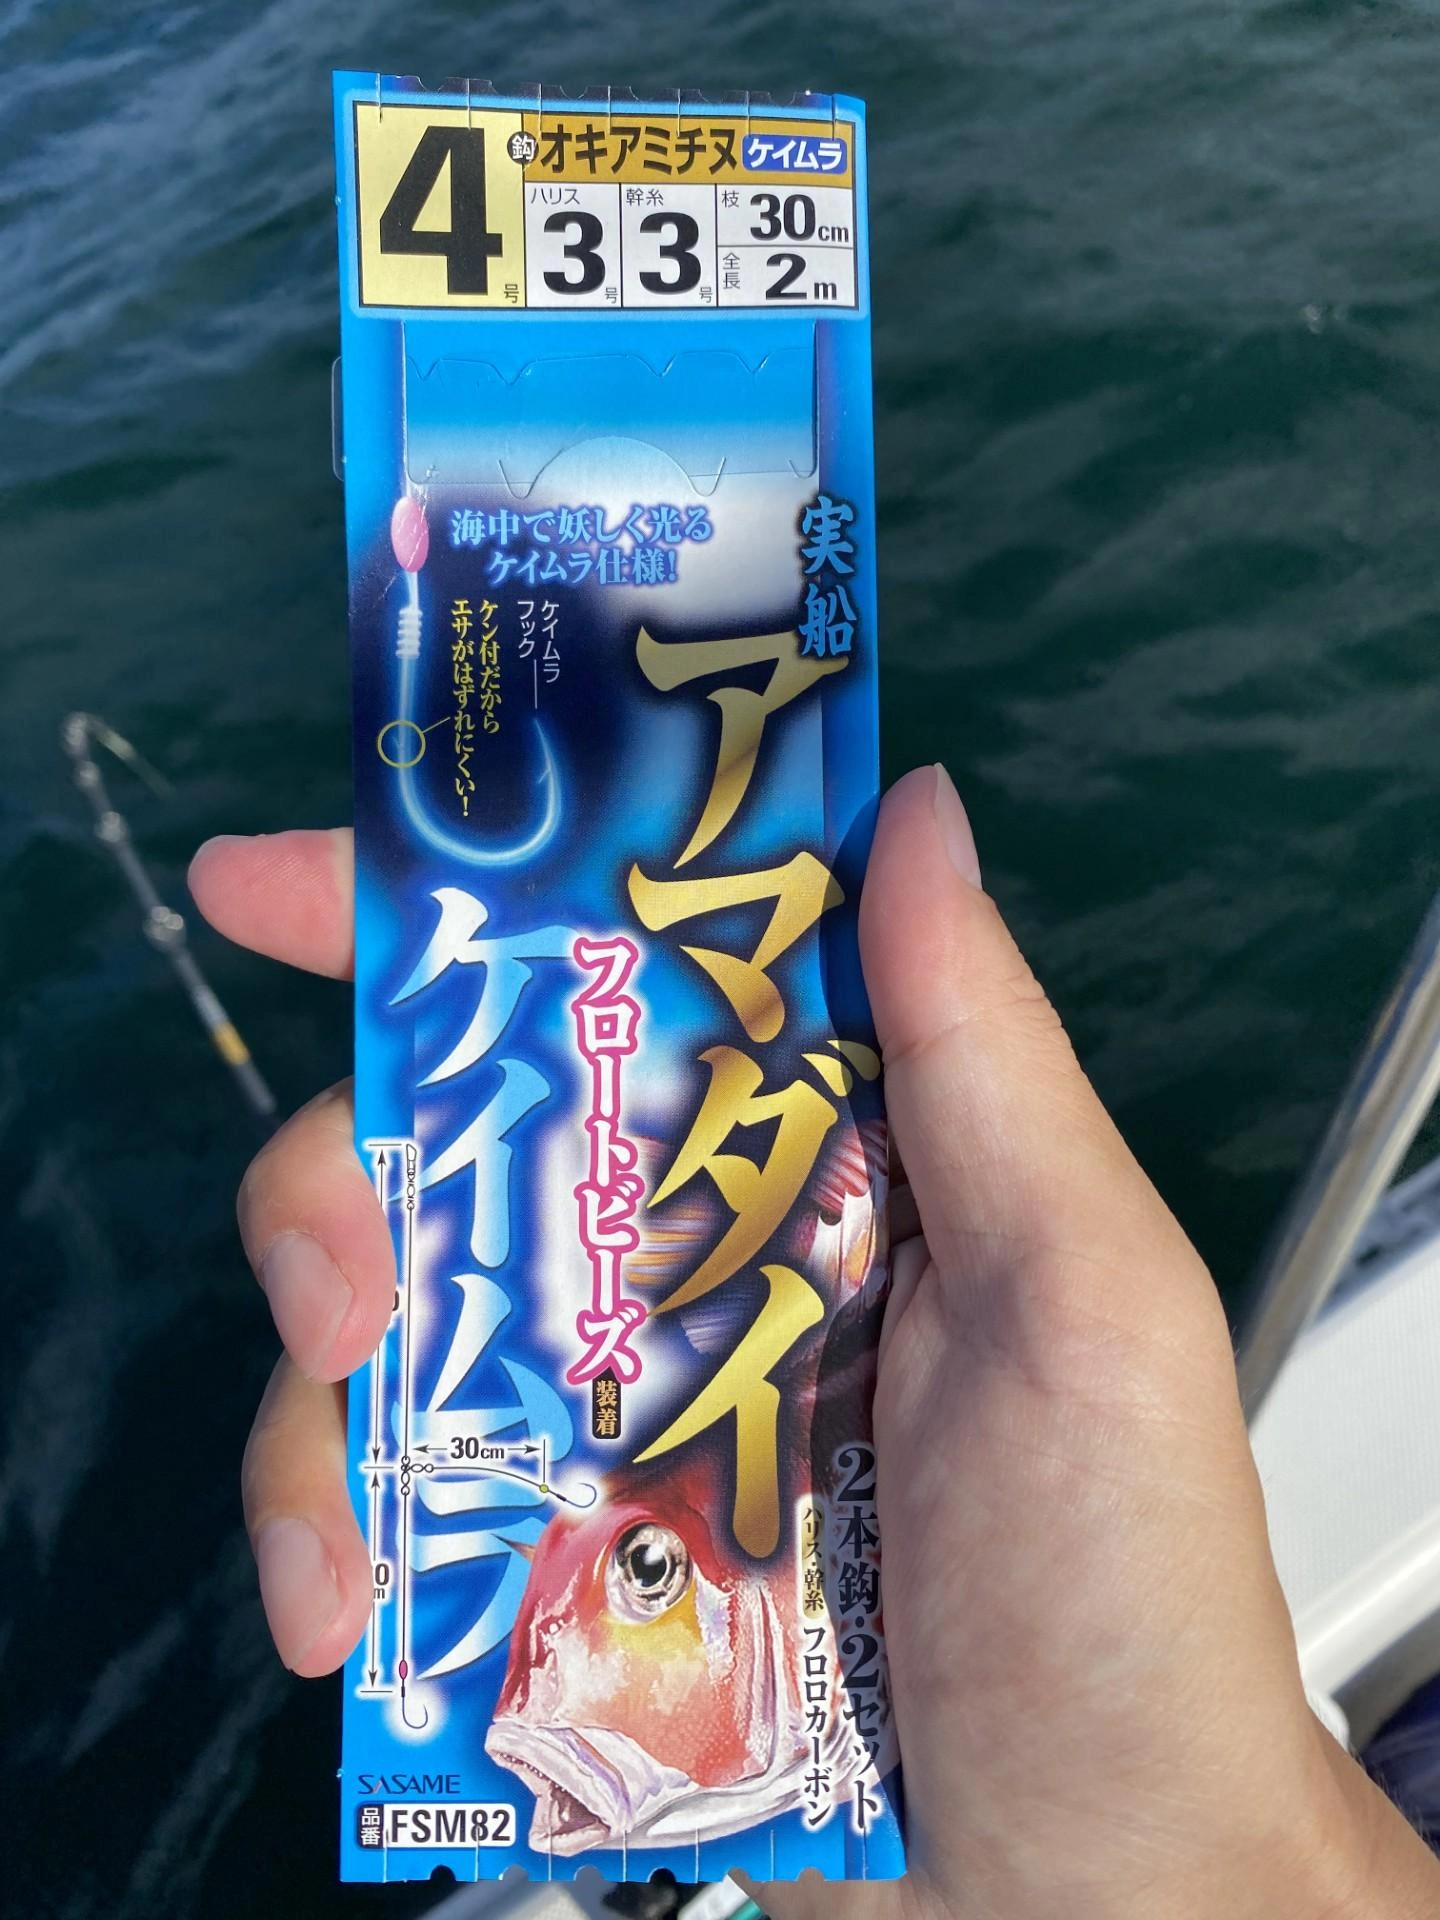 4号
鈎オキアミチヌ ケイムラ
ハリス 3号
幹糸 3号
枝 30cm
全長 2m
海中で妖しく光る
ケイムラ仕様!
実船
アマダイ
ケイムラ
フック
ケン付だから
エサがはずれにくい!
ケイムラ
フロートビーズ
装着
30cm
2本鈎・2セット
ハリス・幹糸 フロロカーボン
SASAME
品番 FSM82